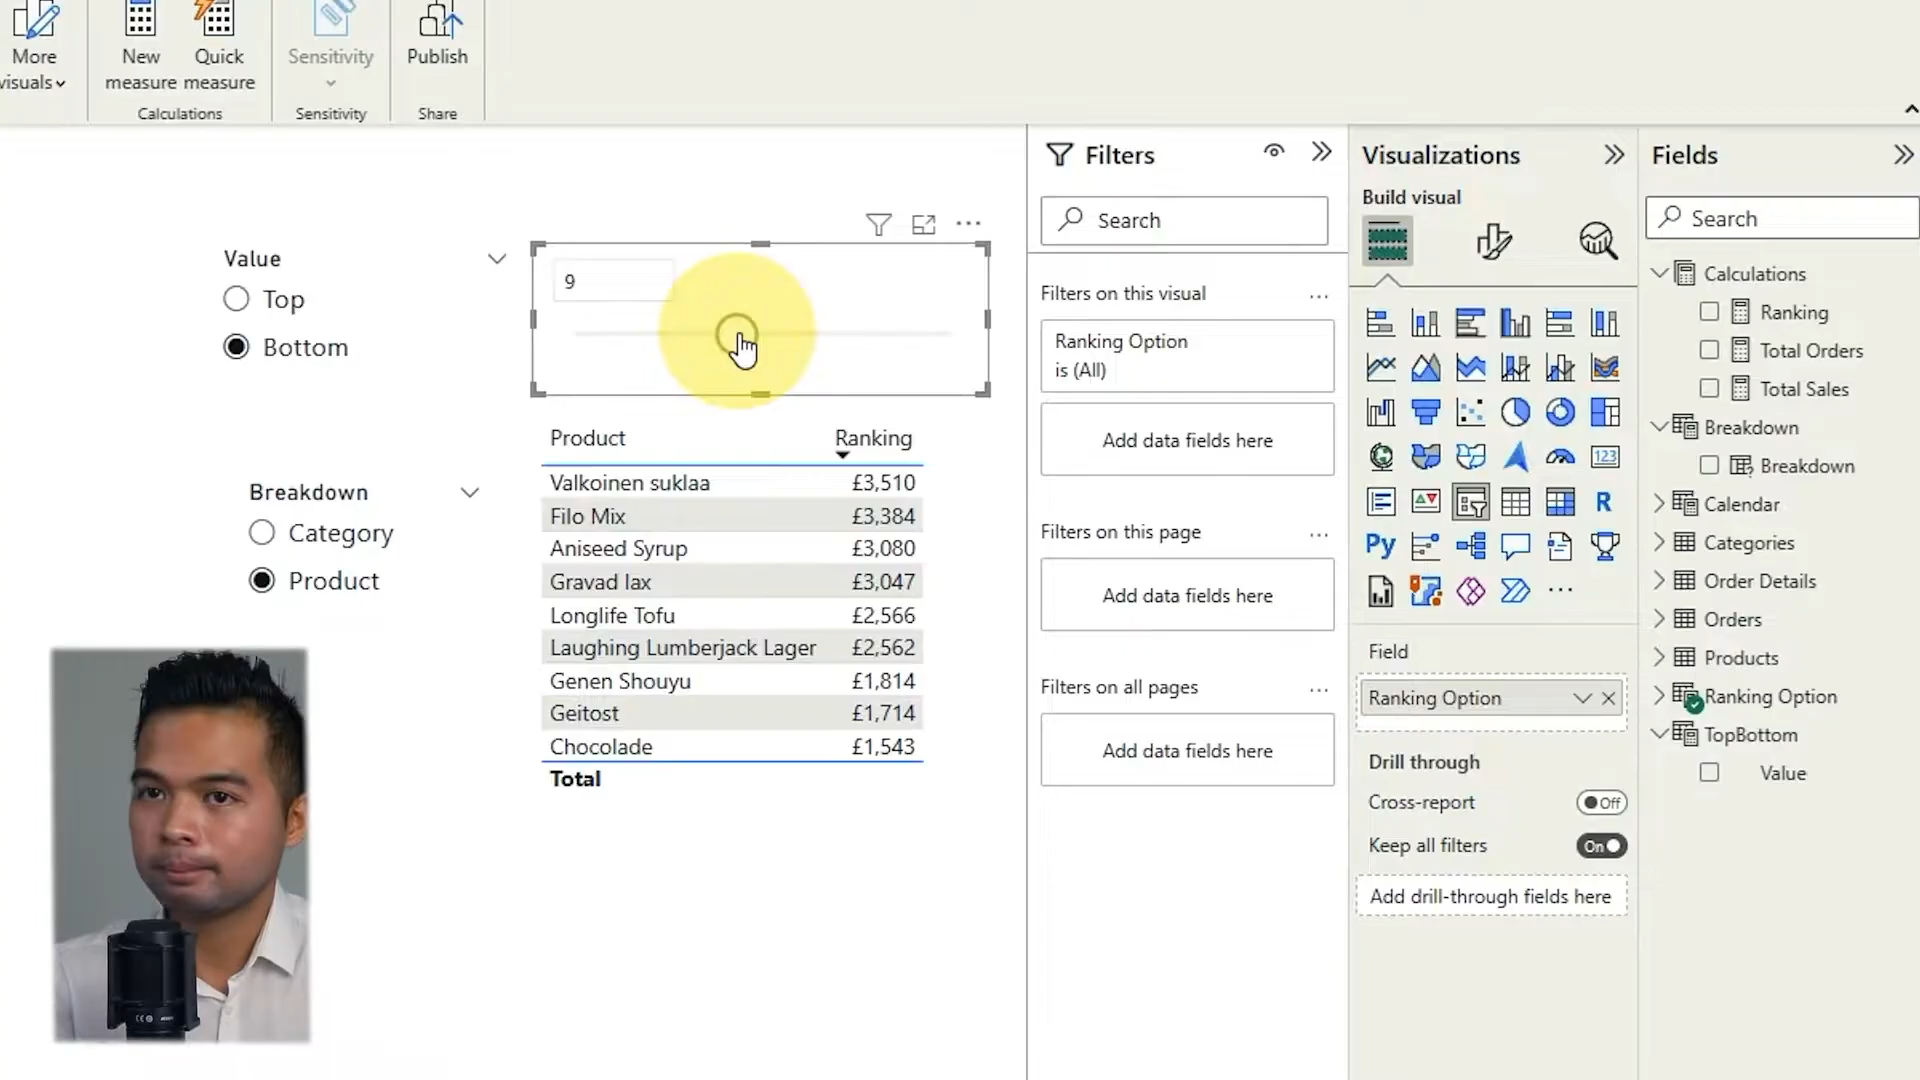 More
visuals
New
measure
Quick
measure
Calculations
Sensitivity
Sensitivity
Publish
Share
Value
Top
Bottom
Breakdown
Category
Product
9
Product Ranking
Valkoinen suklaa £3,510
Filo Mix £3,384
Aniseed Syrup £3,080
Gravad lax £3,047
Longlife Tofu £2,566
Laughing Lumberjack Lager £2,562
Genen Shouyu £1,814
Geitost £1,714
Chocolade £1,543
Total
Filters
Search
Filters on this visual
Ranking Option
is (All)
Add data fields here
Filters on this page
Add data fields here
Filters on all pages
Add data fields here
Visualizations
Build visual
123
R
Py
Field
Ranking Option
Drill through
Cross-report
Off
Keep all filters
On
Add drill-through fields here
Fields
Search
Calculations
Ranking
Total Orders
Total Sales
Breakdown
Breakdown
Calendar
Categories
Order Details
Orders
Products
Ranking Option
TopBottom
Value